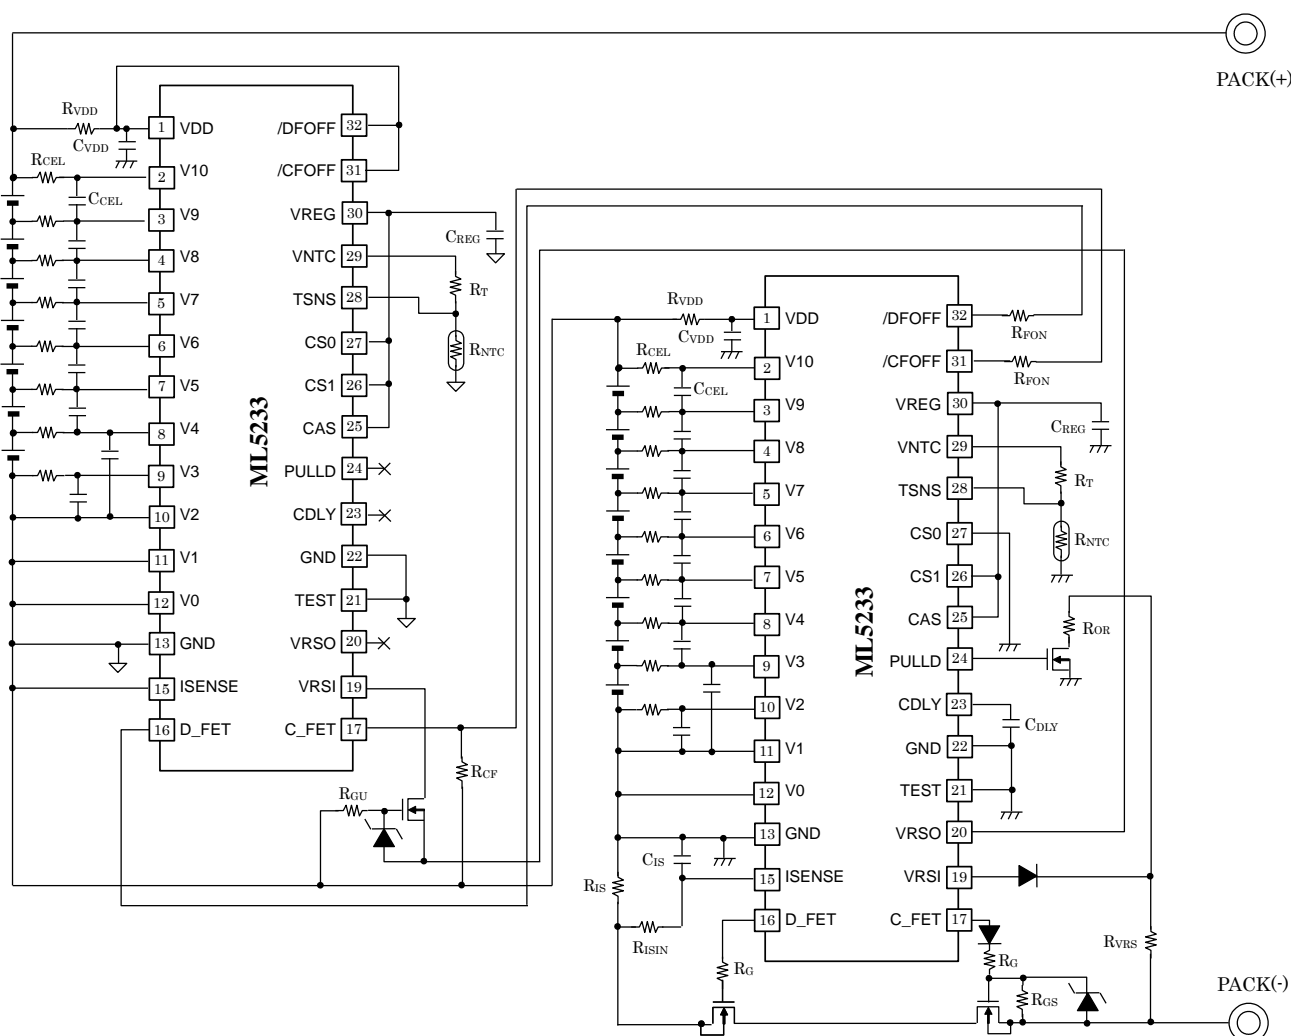 PACK(+)
RVDD
CVDD
1 VDD
/DFOFF 32
RCEL
2 V10
/CFOFF 31
CCEL
3 V9
VREG 30
CREG
4 V8
VNTC 29
RT
5 V7
TSNS 28
6 V6
CS0 27
RNTC
7 V5
CS1 26
8 V4
CAS 25
ML5233
9 V3
PULLD 24
10 V2
CDLY 23
11 V1
GND 22
12 V0
TEST 21
13 GND
VRSO 20
15 ISENSE
VRSI 19
16 D_FET
C_FET 17
RCF
RGU
RVDD
CVDD
1 VDD
/DFOFF 32
RFON
RCEL
2 V10
/CFOFF 31
RFON
CCEL
3 V9
VREG 30
CREG
4 V8
VNTC 29
RT
5 V7
TSNS 28
6 V6
CS0 27
RNTC
7 V5
CS1 26
8 V4
CAS 25
ROR
ML5233
9 V3
PULLD 24
10 V2
CDLY 23
CDLY
11 V1
GND 22
12 V0
TEST 21
13 GND
VRSO 20
CIS
RIS
15 ISENSE
VRSI 19
16 D_FET
C_FET 17
RISIN
RVRS
RG
RG
RGS
PACK(-)